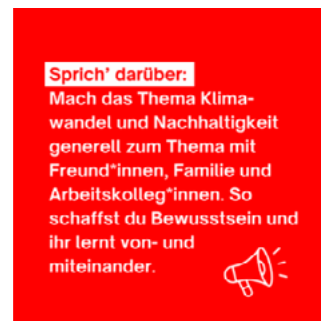 Sprich’ darüber:
Mach das Thema Klima-
wandel und Nachhaltigkeit
generell zum Thema mit
Freund*innen, Familie und
Arbeitskolleg*innen. So
schaffst du Bewusstsein und
ihr lernt von- und
miteinander.